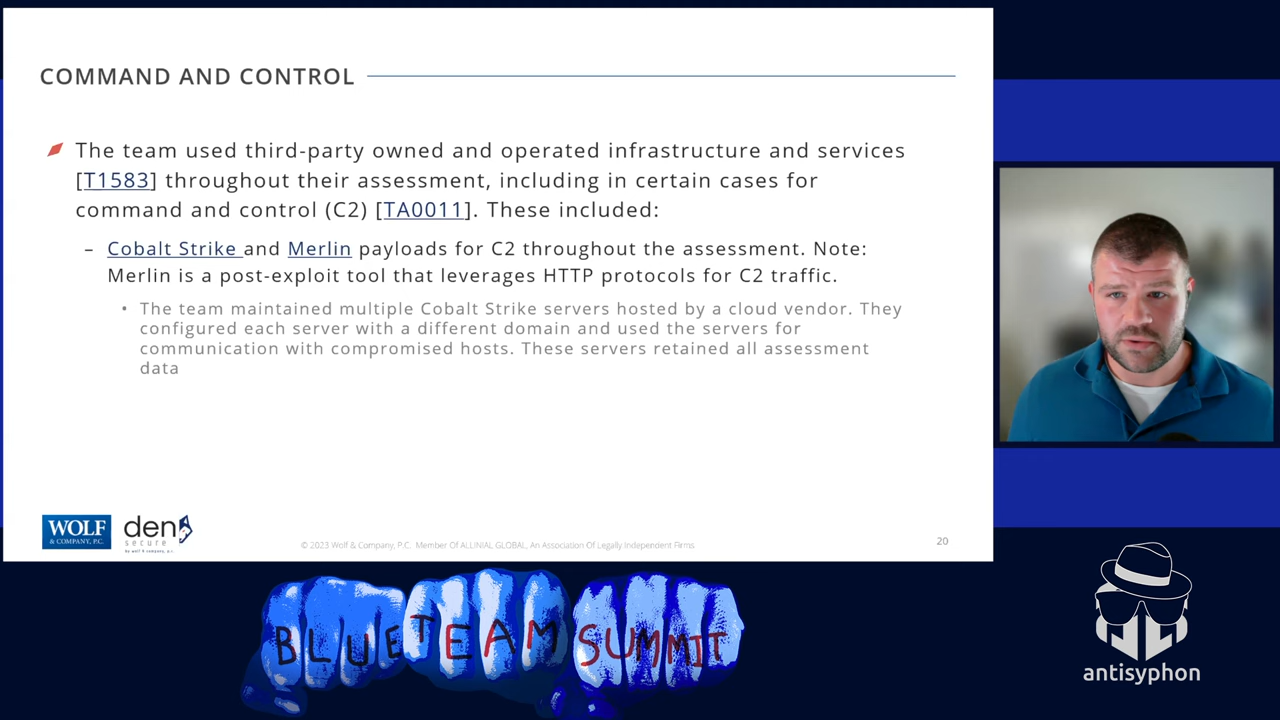 COMMAND AND CONTROL
The team used third-party owned and operated infrastructure and services
[T1583] throughout their assessment, including in certain cases for
command and control (C2) [TA0011]. These included:
– Cobalt Strike and Merlin payloads for C2 throughout the assessment. Note:
Merlin is a post-exploit tool that leverages HTTP protocols for C2 traffic.
• The team maintained multiple Cobalt Strike servers hosted by a cloud vendor. They
configured each server with a different domain and used the servers for
communication with compromised hosts. These servers retained all assessment
data
WOLF
& COMPANY, P.C.
den
secure
by wolf & company, p.c.
© 2023 Wolf & Company, P.C. Member Of ALLINIAL GLOBAL, An Association Of Legally Independent Firms
20
BLUE TEAM SUMMIT
antisyphon